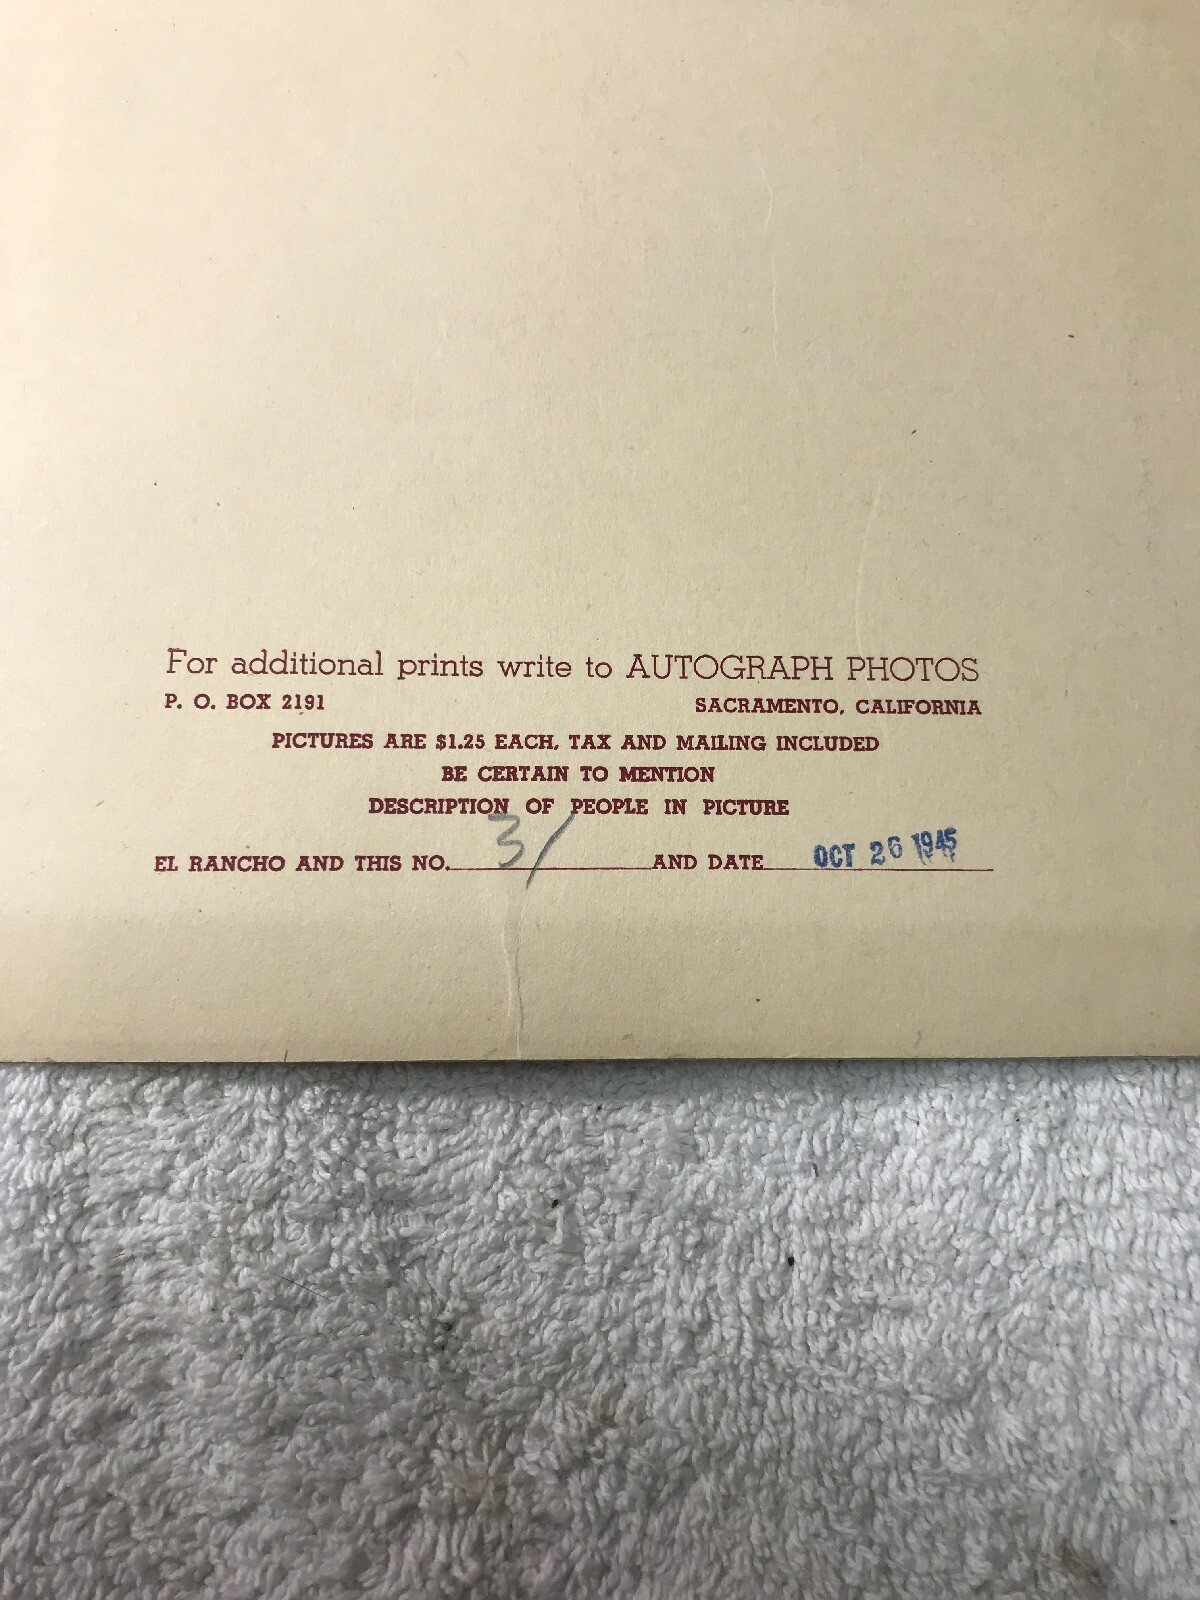 For additional prints write to AUTOGRAPH PHOTOS
P. O. BOX 2191 SACRAMENTO, CALIFORNIA
PICTURES ARE $1.25 EACH, TAX AND MAILING INCLUDED
BE CERTAIN TO MENTION
DESCRIPTION OF PEOPLE IN PICTURE
EL RANCHO AND THIS NO. 31 AND DATE OCT 26 1945